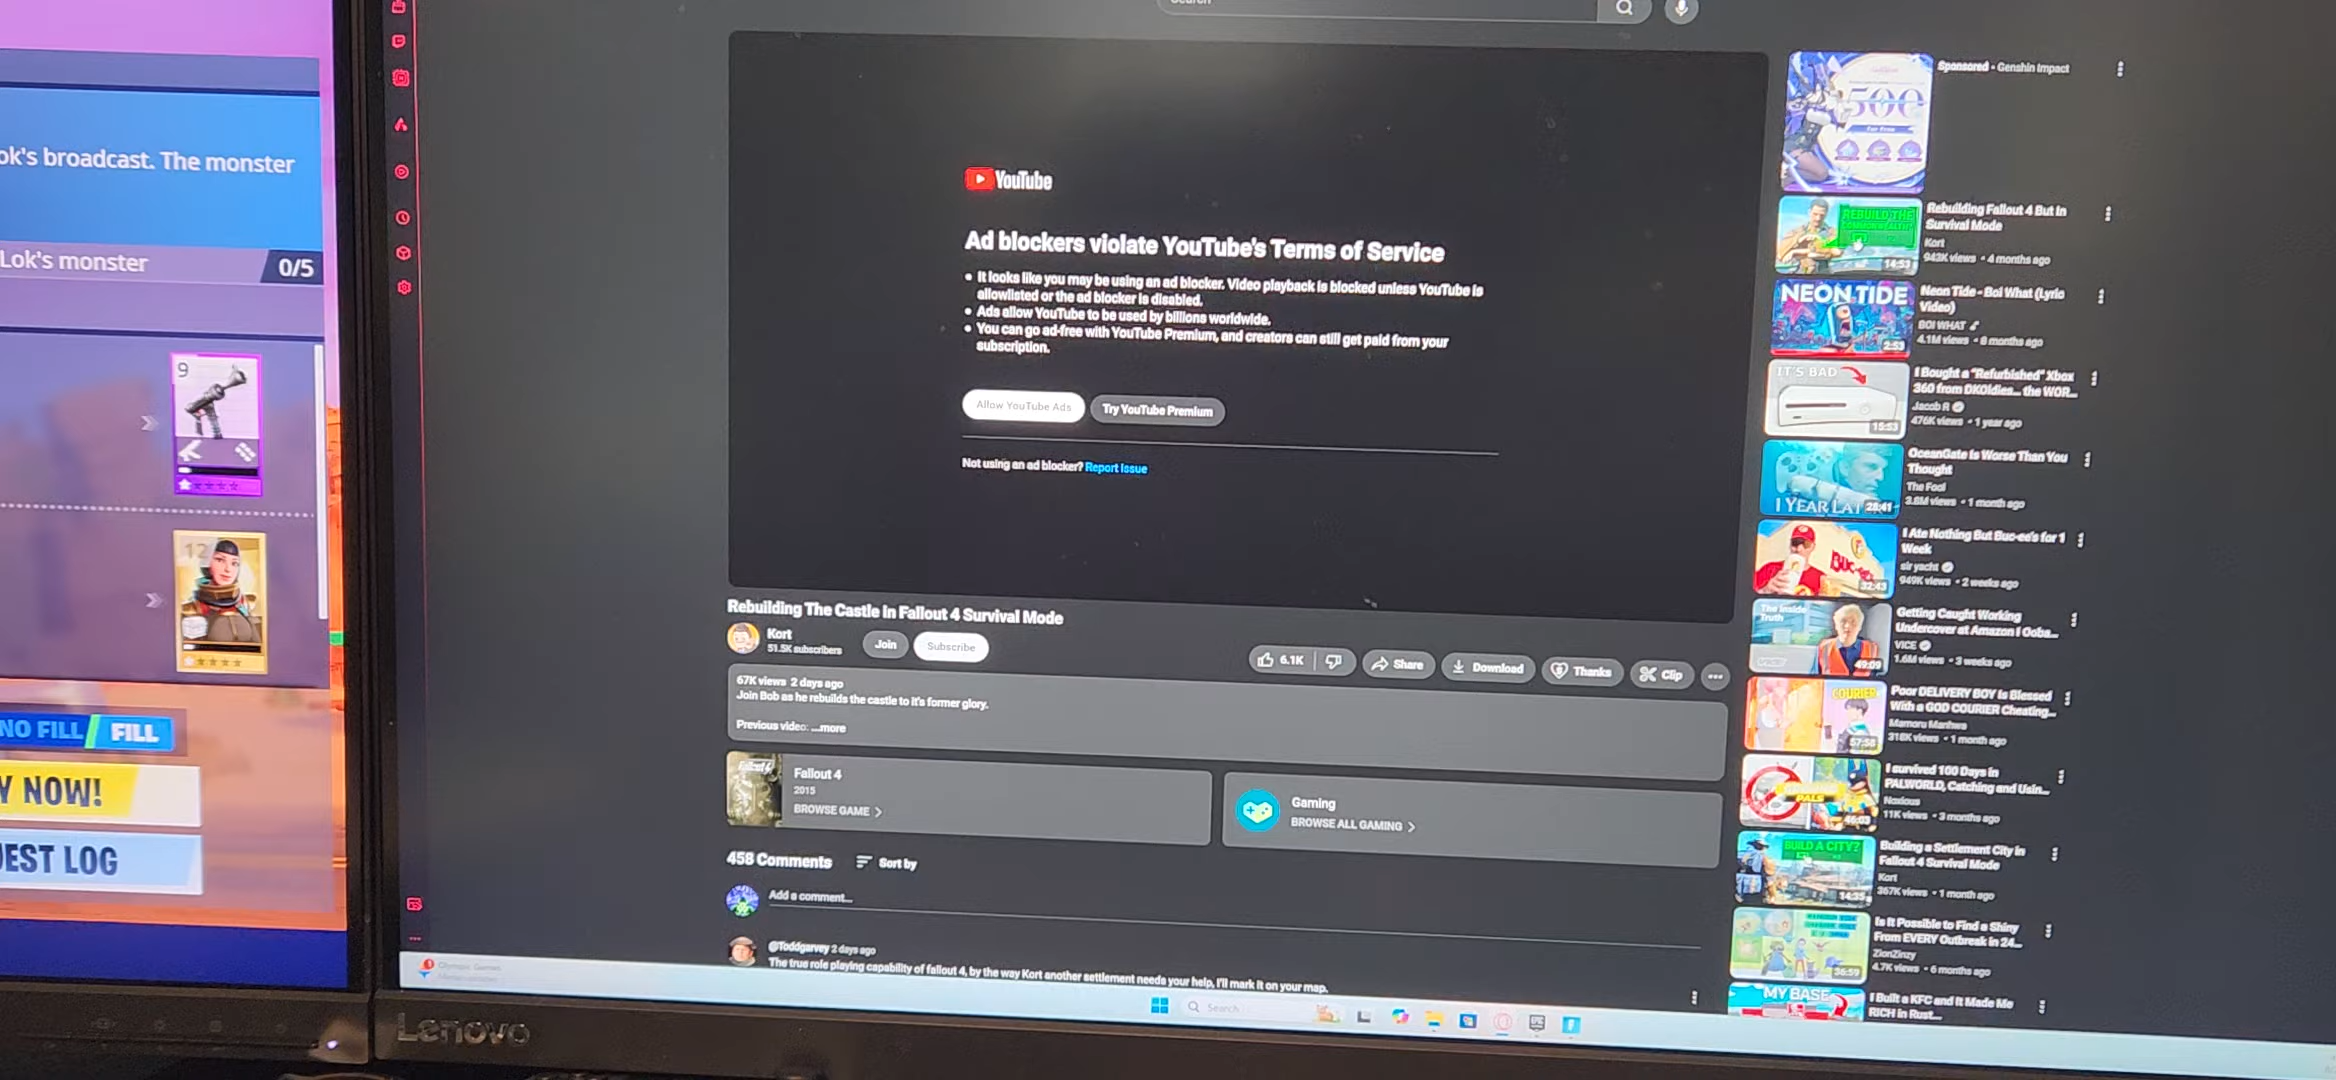 ok's broadcast. The monster
Lok's monster
0/5
9
12
NO FILL
FILL
Y NOW!
EST LOG
Lenovo
Search
YouTube
Ad blockers violate YouTube's Terms of Service
It looks like you may be using an ad blocker. Video playback is blocked unless YouTube is
allowlisted or the ad blocker is disabled.
Ads allow YouTube to be used by billions worldwide.
You can go ad-free with YouTube Premium, and creators can still get paid from your
subscription.
Allow YouTube Ads
Try YouTube Premium
Not using an ad blocker? Report issue
Rebuilding The Castle In Fallout 4 Survival Mode
Kort
51.5K subscribers
Join
Subscribe
6.1K
Share
Download
Thanks
Clip
67K views 2 days ago
Join Bob as he rebuilds the castle to it's former glory.
Previous video: ...more
Fallout 4
2015
BROWSE GAME
Gaming
BROWSE ALL GAMING
458 Comments
Sort by
Add a comment...
@Toddgarvey 2 days ago
The true role playing capability of fallout 4, by the way Kort another settlement needs your help, I'll mark it on your map.
Sponsored • Genshin Impact
500
For Free
REBUILD THE
COMMONWEALTH
14:53
Rebuilding Fallout 4 But In
Survival Mode
Kort
943K views • 4 months ago
NEON TIDE
2:53
Neon Tide - Boi What (Lyric
Video)
BOI WHAT
4.1M views • 8 months ago
IT'S BAD
15:53
I Bought a "Refurbished" Xbox
360 from DKOldies... the WOR...
Jacob R
476K views • 1 year ago
I YEAR LAT
28:41
OceanGate Is Worse Than You
Thought
The Fool
3.8M views • 1 month ago
32:43
I Ate Nothing But Buc-ee's for 1
Week
sir yacht
949K views • 2 weeks ago
The Inside
Truth
49:09
Getting Caught Working
Undercover at Amazon I Ooba...
VICE
1.6M views • 3 weeks ago
COURIER
57:58
Poor DELIVERY BOY Is Blessed
With a GOD COURIER Cheating...
Mamoru Manhwa
318K views • 1 month ago
PALS
46:03
I survived 100 Days in
PALWORLD, Catching and Usin...
Noxious
11K views • 3 months ago
BUILD A CITY?
14:35
Building a Settlement City in
Fallout 4 Survival Mode
Kort
367K views • 1 month ago
36:59
Is It Possible to Find a Shiny
From EVERY Outbreak in 24...
ZionZinzy
4.7K views • 6 months ago
MY BASE
I Built a KFC and It Made Me
RICH in Rust...
Olympic Games
Search